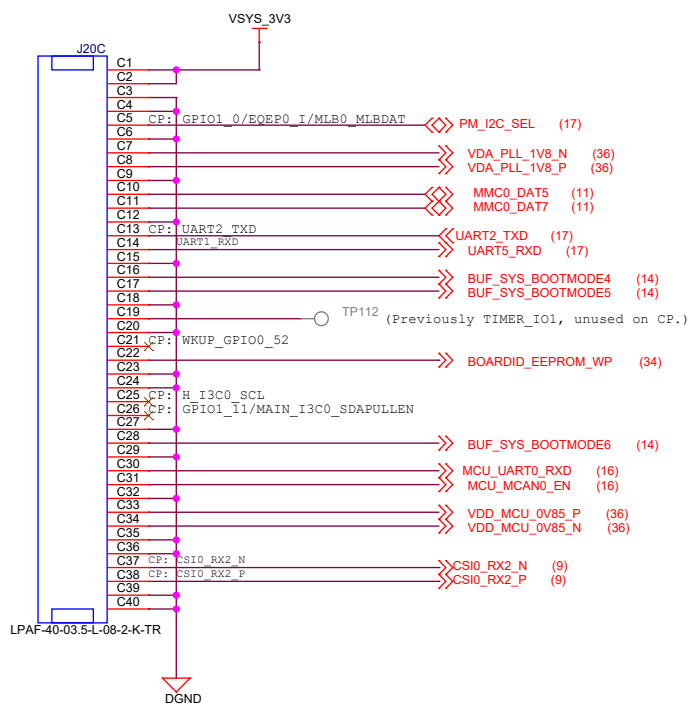 VSYS_3V3
J20C
C1
C2
C3
C4
C5 CP: GPIO1_0/EQEP0_I/MLB0_MLBDAT PM_I2C_SEL (17)
C6
C7 VDA_PLL_1V8_N (36)
C8 VDA_PLL_1V8_P (36)
C9
C10 MMC0_DAT5 (11)
C11 MMC0_DAT7 (11)
C12
C13 CP: UART2_TXD UART2_TXD (17)
C14 UART1_RXD UART5_RXD (17)
C15
C16 BUF_SYS_BOOTMODE4 (14)
C17 BUF_SYS_BOOTMODE5 (14)
C18
C19 TP112 (Previously TIMER_IO1, unused on CP.)
C20
C21 CP: WKUP_GPIO0_52
C22 BOARDID_EEPROM_WP (34)
C23
C24
C25 CP: H_I3C0_SCL
C26 CP: GPIO1_11/MAIN_I3C0_SDAPULLEN
C27
C28 BUF_SYS_BOOTMODE6 (14)
C29
C30 MCU_UART0_RXD (16)
C31 MCU_MCAN0_EN (16)
C32
C33 VDD_MCU_0V85_P (36)
C34 VDD_MCU_0V85_N (36)
C35
C36
C37 CP: CSI0_RX2_N CSI0_RX2_N (9)
C38 CP: CSI0_RX2_P CSI0_RX2_P (9)
C39
C40
LPAF-40-03.5-L-08-2-K-TR
DGND